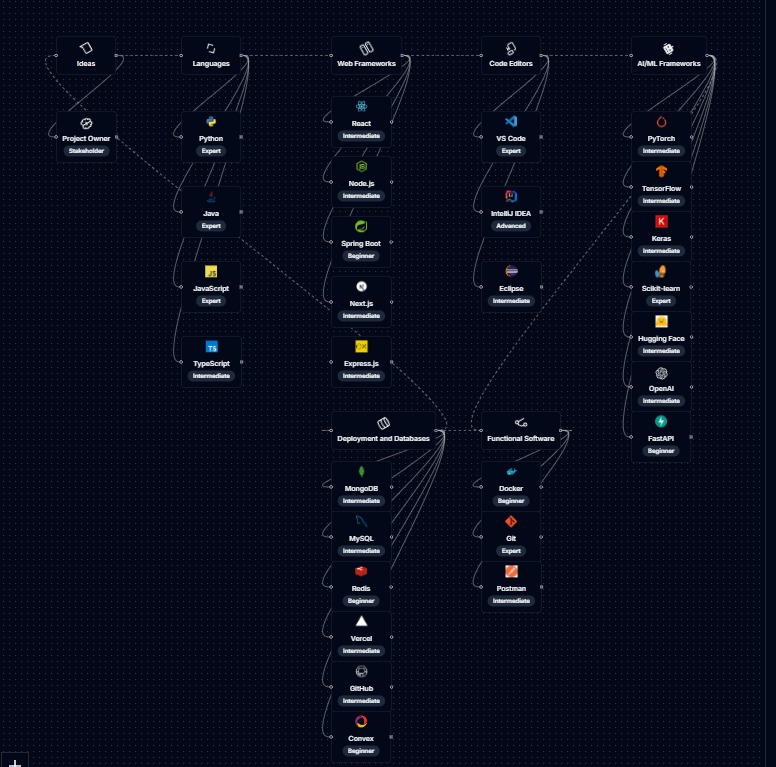 Ideas
Languages
Web Frameworks
Code Editors
AI/ML Frameworks
Project Owner
Stakeholder
Python
Expert
Java
Expert
JS
JavaScript
Expert
TS
TypeScript
Intermediate
React
Intermediate
Node.js
Intermediate
Spring Boot
Beginner
Next.js
Intermediate
Express.js
Intermediate
VS Code
Expert
IntelliJ IDEA
Advanced
Eclipse
Intermediate
PyTorch
Intermediate
TensorFlow
Intermediate
K
Keras
Intermediate
Scikit-learn
Expert
Hugging Face
Intermediate
OpenAI
Intermediate
FastAPI
Beginner
Deployment and Databases
Functional Software
MongoDB
Intermediate
MySQL
Intermediate
Redis
Beginner
Vercel
Intermediate
GitHub
Intermediate
Convex
Beginner
Docker
Beginner
Git
Expert
Postman
Intermediate